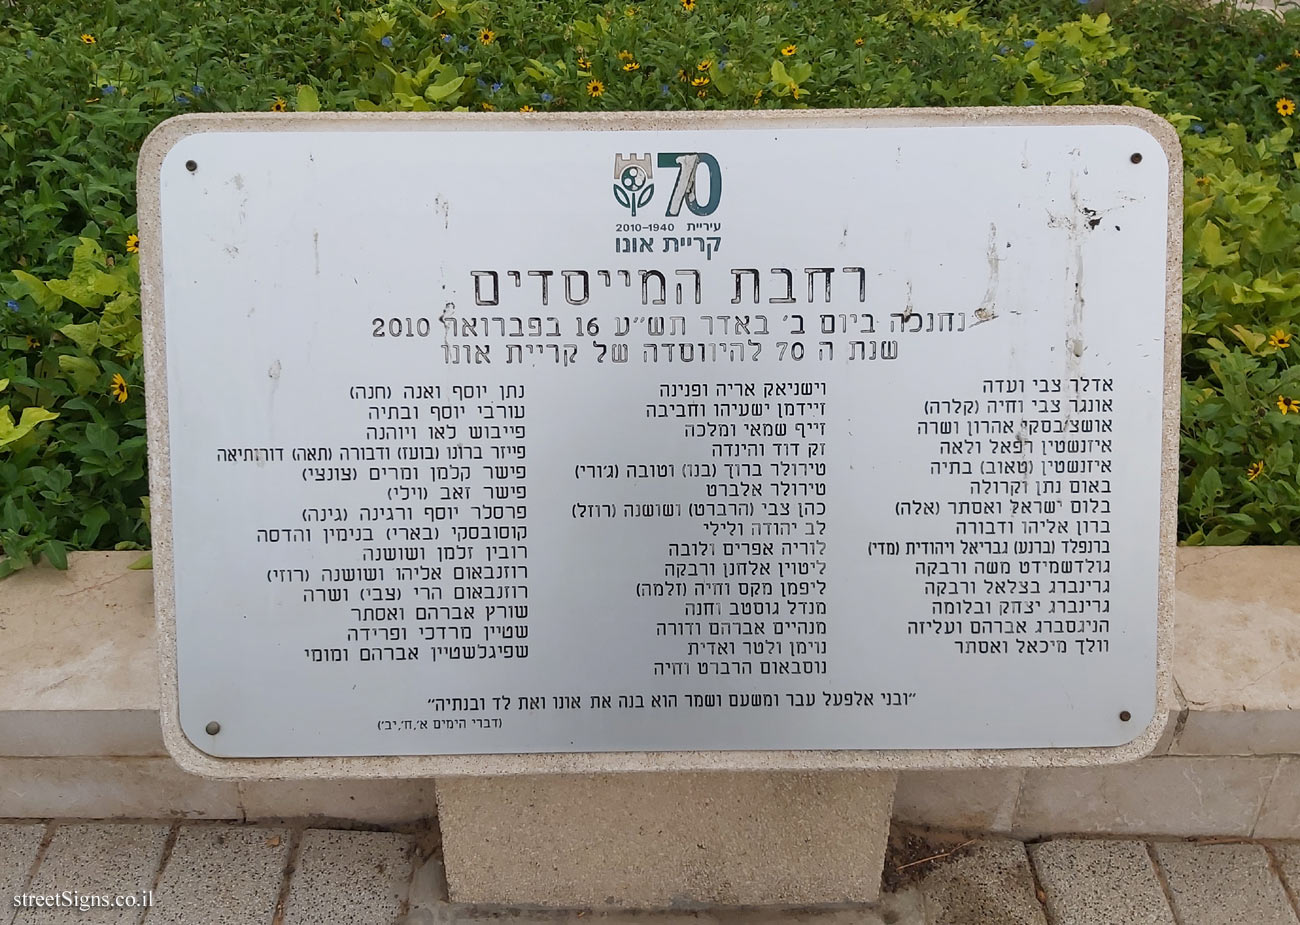 70
עיריית 2010-1940
קריית אונו
רחבת המייסדים
נחנכה ביום ב' באדר תש"ע 16 בפברואר 2010
שנת ה 70 להיווסדה של קריית אונו
אדלר צבי ועדה
אונגר צבי וחיה (קלרה)
אושצ'בסקי אהרון ושרה
איזנשטין רפאל ולאה
איזנשטין (טאוב) בתיה
באום נתן וקרולה
בלום ישראל ואסתר (אלה)
ברון אליהו ודבורה
ברנפלד (ברנש) גבריאל ויהודית (מדי)
גולדשמידט משה ורבקה
גרינברג בצלאל ורבקה
גרינברג יצחק ובלומה
הניגסברג אברהם ועליזה
וולך מיכאל ואסתר
וישניאק אריה ופנינה
זיידמן ישעיהו וחביבה
זייף שמאי ומלכה
זק דוד והינדה
טירולר ברוך (בנו) וטובה (ג'ורי)
טירולר אלברט
כהן צבי (הרברט) ושושנה (רוזל)
לב יהודה ולילי
לוריה אפרים ולובה
ליטוין אלחנן ורבקה
ליפמן מקס וחיה (זלמה)
מנדל גוסטב וחנה
מנהיים אברהם ודורה
נוימן ולטר ואדית
נוסבאום הרברט וחיה
נתן יוסף ואנה (חנה)
עורבי יוסף ובתיה
פייבוש לאו ויוהנה
פייזר ברונו (בועז) ודבורה (תאה) דורותיאה
פישר קלמן ומרים (צונצי)
פישר זאב (וילי)
פרסלר יוסף ורגינה (גינה)
קוסובסקי (בארי) בנימין והדסה
רובין זלמן ושושנה
רוזנבאום אליהו ושושנה (רוזי)
רוזנבאום הרי (צבי) ושרה
שורץ אברהם ואסתר
שטיין מרדכי ופרידה
שפיגלשטיין אברהם ומומי
"ובני אלפעל עבר ומשעם ושמר הוא בנה את אונו ואת לד ובנתיה"
(דברי הימים א',ח',יב')
streetSigns.co.il